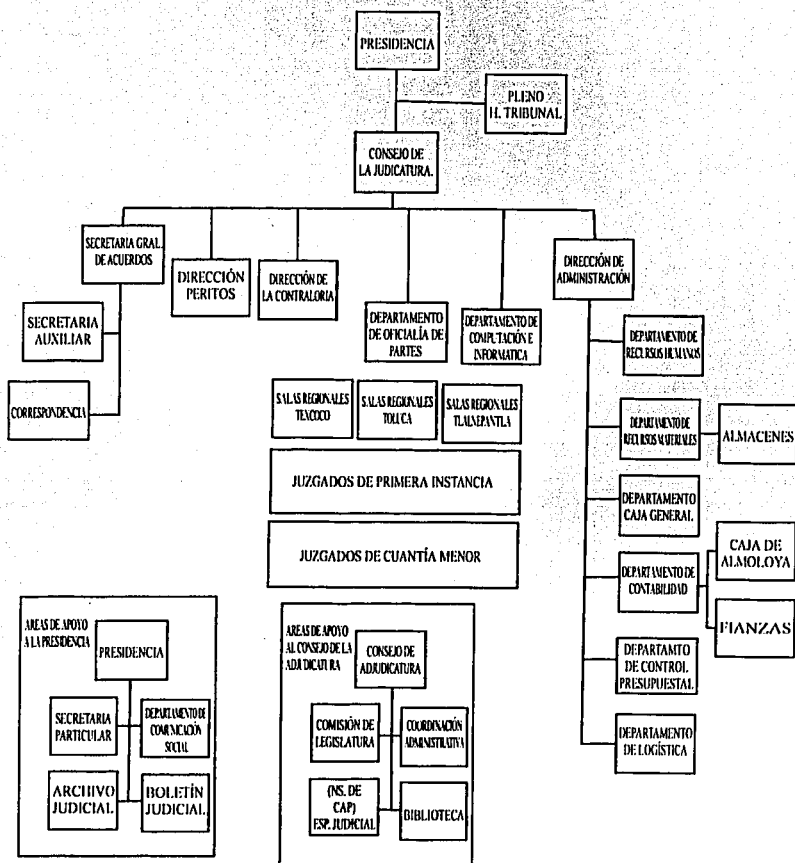 PRESIDENCIA
PLENO
H. TRIBUNAL
CONSEJO DE
LA JUDICATURA.
SECRETARIA GRAL.
DE ACUERDOS
DIRECCIÓN
PERITOS
DIRECCIÓN DE
LA CONTRALORIA
DEPARTAMENTO
DE OFICIALÍA DE
PARTES
DEPARTAMENTO DE
COMPUTACIÓN E
INFORMATICA
DIRECCIÓN DE
ADMINISTRACIÓN
SECRETARIA
AUXILIAR
CORRESPONDENCIA
DEPARTAMENTO DE
RECURSOS HUMANOS
SALAS REGIONALES
TEXCOCO
SALAS REGIONALES
TOLUCA
SALAS REGIONALES
TLALNEPANTLA
DEPARTAMENTO DE
RECURSOS MATERIALES
ALMACENES
JUZGADOS DE PRIMERA INSTANCIA
DEPARTAMENTO
CAJA GENERAL
JUZGADOS DE CUANTÍA MENOR
DEPARTAMENTO DE
CONTABILIDAD
CAJA DE
ALMOLOYA
FIANZAS
DEPARTAMTO
DE CONTROL
PRESUPUESTAL
DEPARTAMENTO
DE LOGÍSTICA
AREAS DE APOYO
A LA PRESIDENCIA
PRESIDENCIA
SECRETARIA
PARTICULAR
DEPARTAMENTO DE
COMUNICACIÓN
SOCIAL
ARCHIVO
JUDICIAL
BOLETÍN
JUDICIAL
AREAS DE APOYO
AL CONSEJO DE LA
ADJUDICATURA
CONSEJO DE
ADJUDICATURA
COMISIÓN DE
LEGISLATURA
COORDINACIÓN
ADMINISTRATIVA
(NS. DE
CAP)
ESP. JUDICIAL
BIBLIOTECA